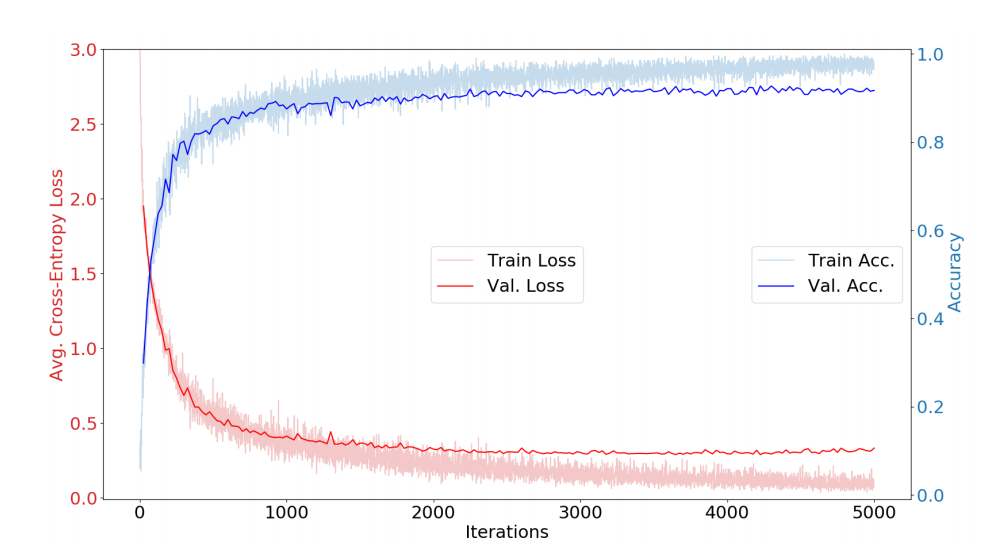 3.0
2.5
2.0
1.5
1.0
0.5
0.0
Avg. Cross-Entropy Loss
Train Loss
Val. Loss
Train Acc.
Val. Acc.
1.0
0.8
0.6
0.4
0.2
0.0
Accuracy
0 1000 2000 3000 4000 5000
Iterations